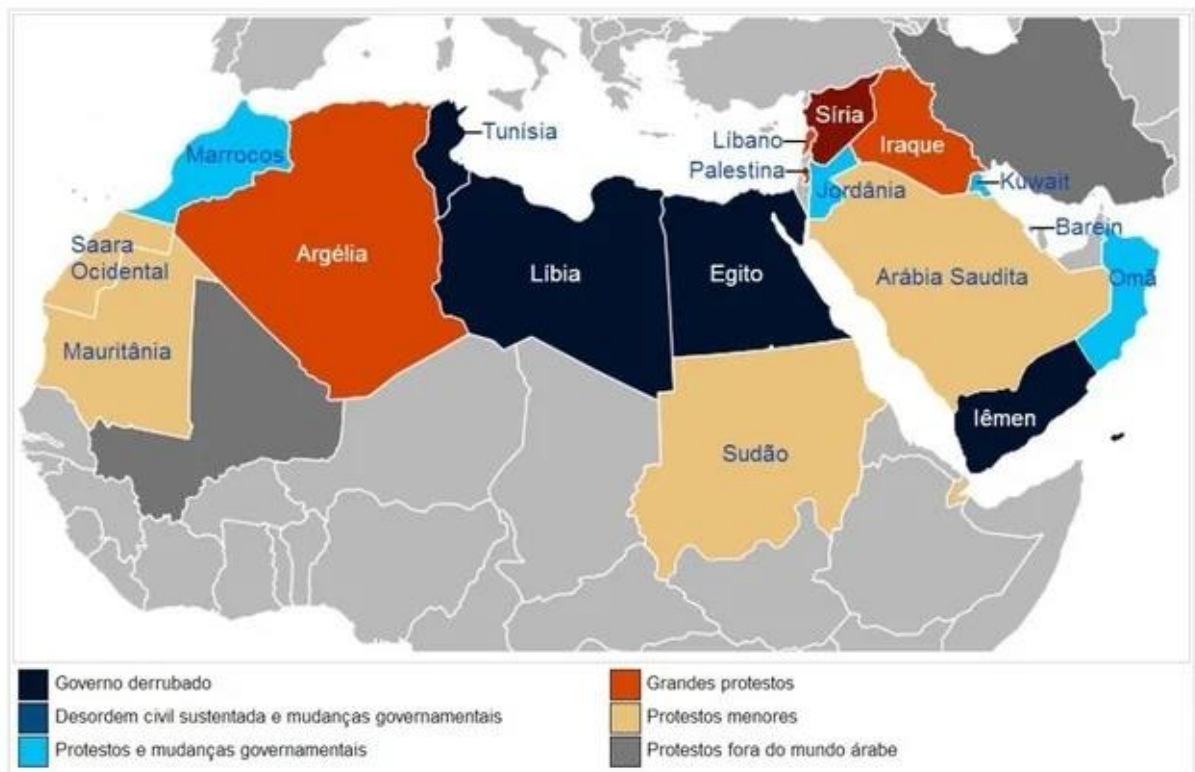 Tunísia
Síria
Líbano
Iraque
Marrocos
Palestina
Kuwait
Jordânia
Baréin
Saara
Ocidental
Argélia
Líbia
Egito
Arábia Saudita
Omã
Mauritânia
Iêmen
Sudão
Governo derrubado
Desordem civil sustentada e mudanças governamentais
Protestos e mudanças governamentais
Grandes protestos
Protestos menores
Protestos fora do mundo árabe